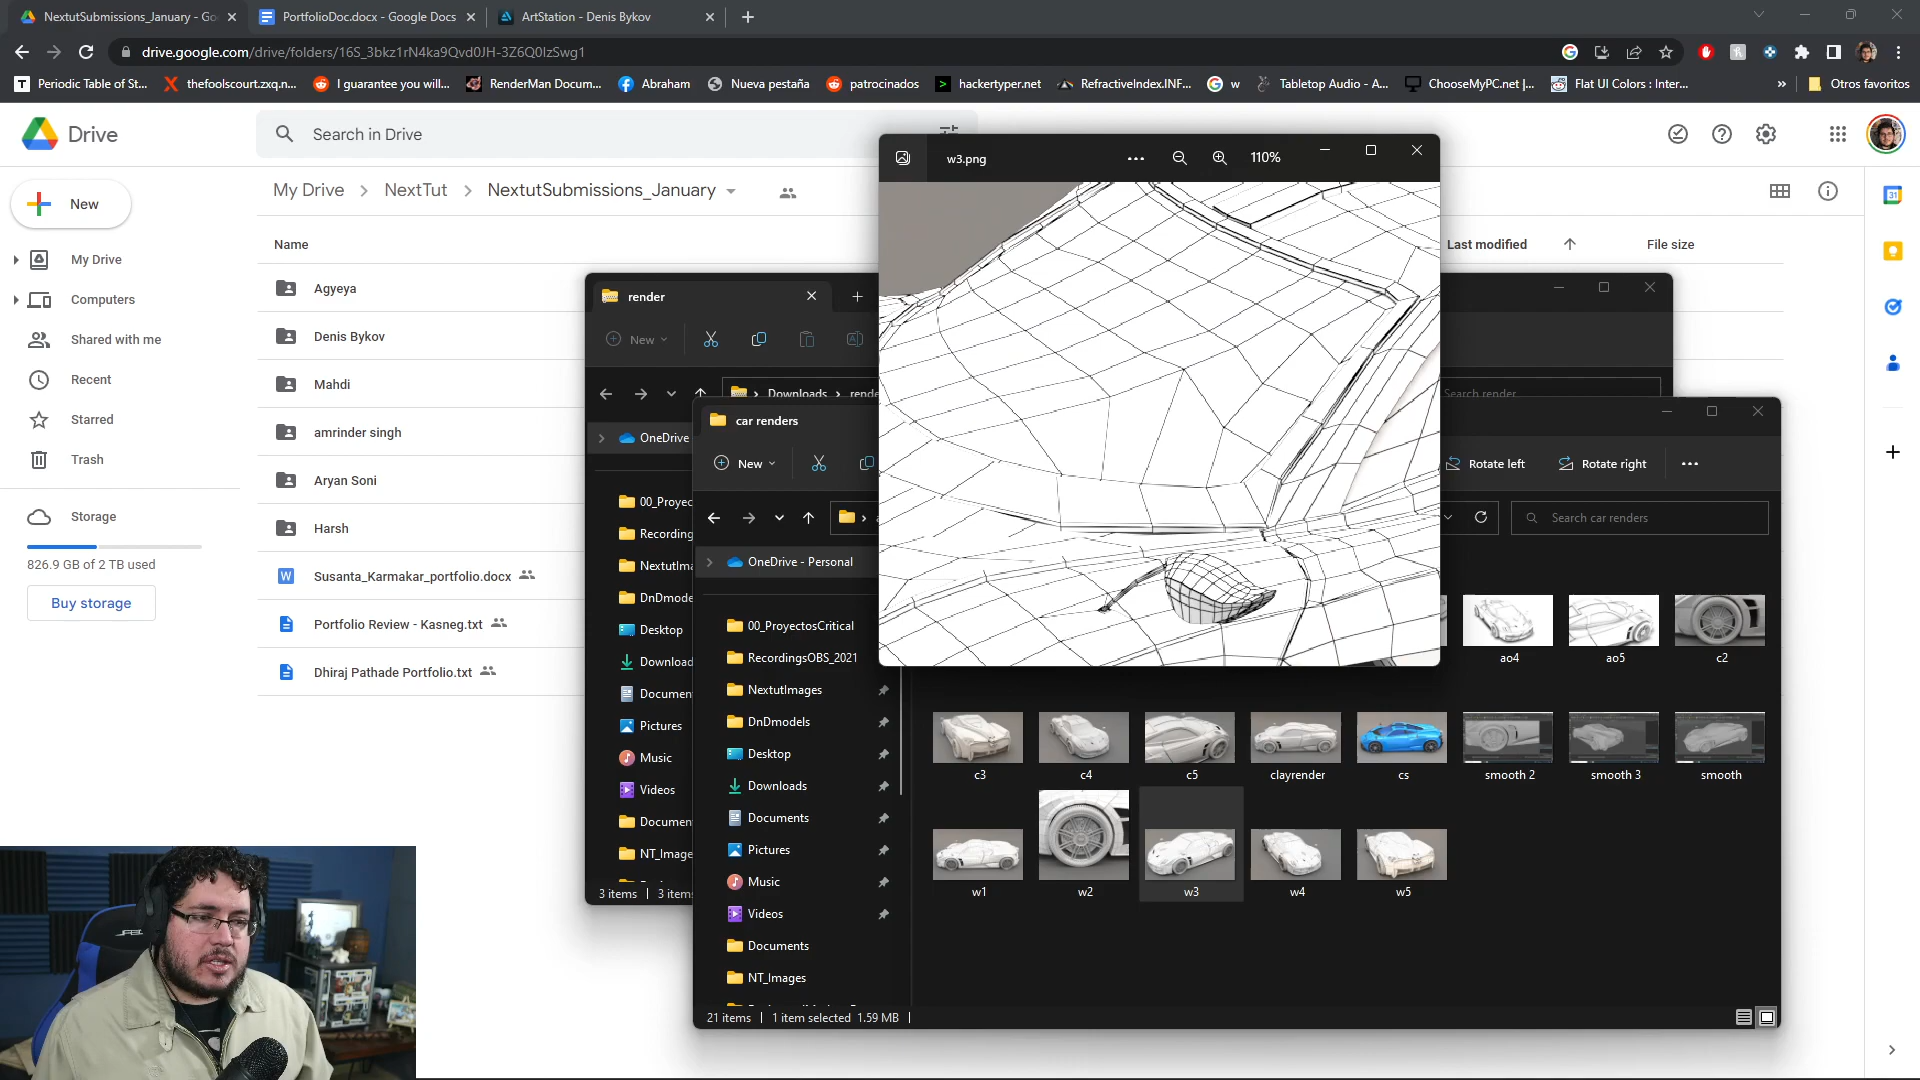 NextutSubmissions_January - Go
PortfolioDoc.docx - Google Docs
ArtStation - Denis Bykov
drive.google.com/drive/folders/16S_3bkz1rN4ka9Qvd0JH-3Z6Q0IzSwg1
Periodic Table of St...
thefoolscourt.zxq.n...
I guarantee you will...
RenderMan Docum...
Abraham
Nueva pestaña
patrocinados
hackertyper.net
RefractiveIndex.INF...
w
Tabletop Audio - A...
ChooseMyPC.net |...
Flat UI Colors : Inter...
»
Otros favoritos
Drive
Search in Drive
w3.png
110%
New
My Drive
NextTut
NextutSubmissions_January
Name
Last modified
File size
My Drive
Computers
Shared with me
Recent
Starred
Trash
Storage
826.9 GB of 2 TB used
Buy storage
Agyeya
Denis Bykov
Mahdi
amrinder singh
Aryan Soni
Harsh
Susanta_Karmakar_portfolio.docx
Portfolio Review - Kasneg.txt
Dhiraj Pathade Portfolio.txt
render
New
Downloads
rende
Search render
OneDrive
00_Proyec
Recording
NextutIma
DnDmode
Desktop
Download
Documen
Pictures
Music
Videos
Documen
NT_Image
3 items
3 item
car renders
New
Rotate left
Rotate right
Search car renders
OneDrive - Personal
00_ProyectosCritical
RecordingsOBS_2021
NextutImages
DnDmodels
Desktop
Downloads
Documents
Pictures
Music
Videos
Documents
NT_Images
ao4
ao5
c2
c3
c4
c5
clayrender
cs
smooth 2
smooth 3
smooth
w1
w2
w3
w4
w5
21 items
1 item selected 1.59 MB
31